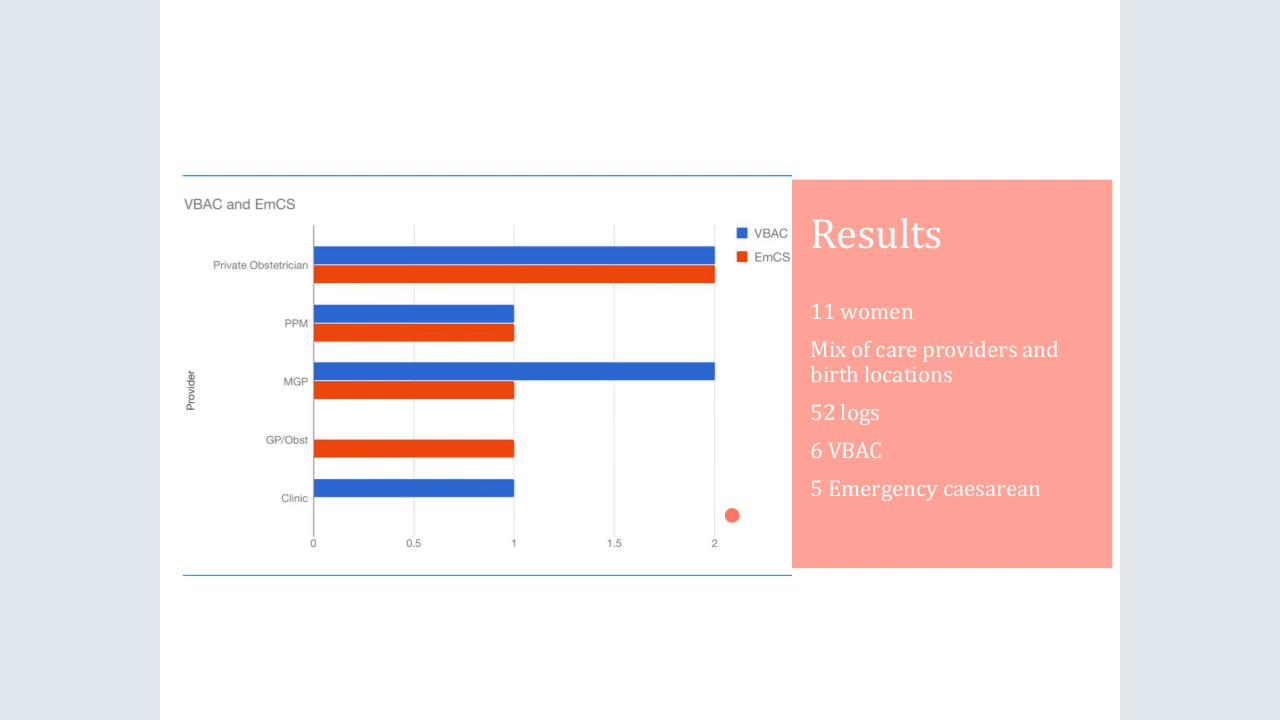 VBAC and EmCS
VBAC
EmCS
Private Obstetrician
PPM
MGP
GP/Obst
Clinic
Provider
0 0.5 1 1.5 2
Results
11 women
Mix of care providers and
birth locations
52 logs
6 VBAC
5 Emergency caesarean